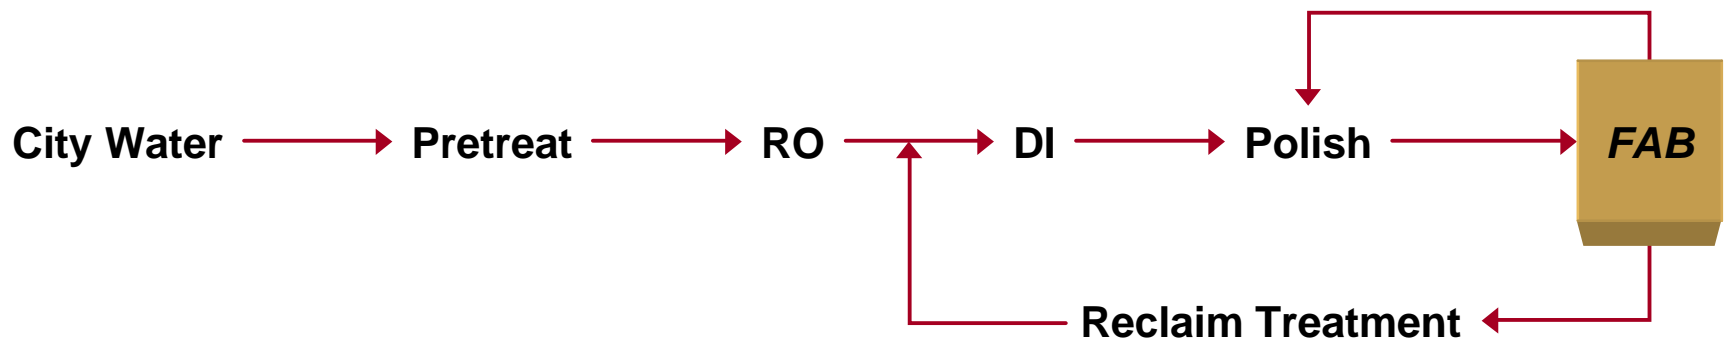 City Water
Pretreat
RO
DI
Polish
FAB
Reclaim Treatment